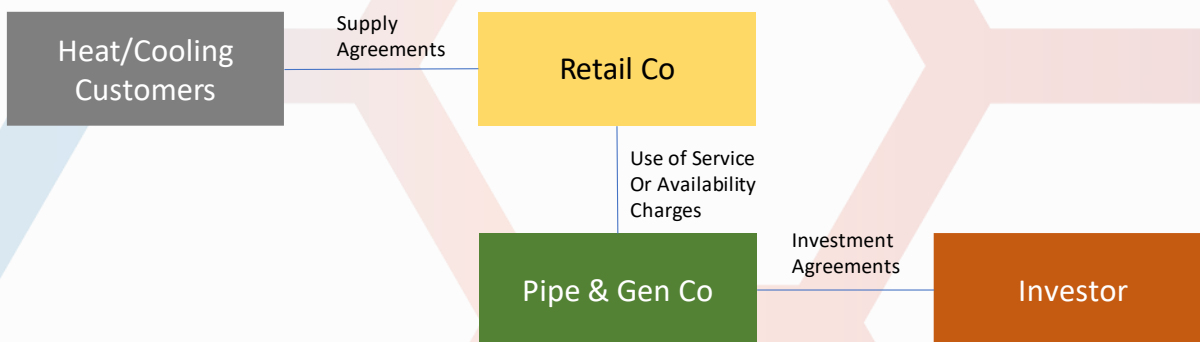 Heat/Cooling
Customers
Supply
Agreements
Retail Co
Use of Service
Or Availability
Charges
Pipe & Gen Co
Investment
Agreements
Investor